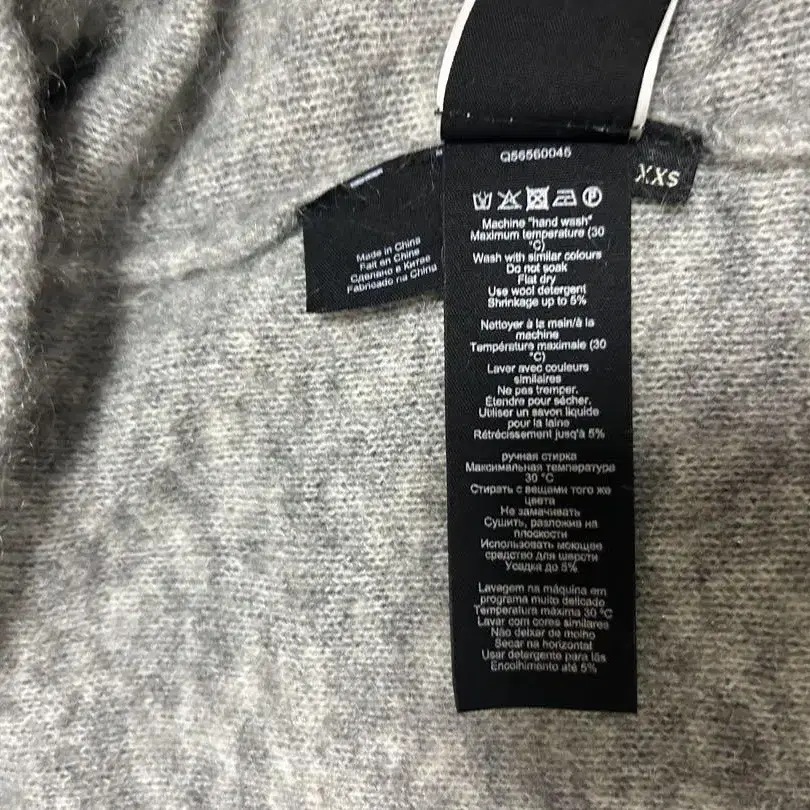 Q56560045
XXS
Made in China
Fait en Chine
Сделано в Китае
Fabricado na China
Machine "hand wash"
Maximum temperature (30
°C)
Wash with similar colours
Do not soak
Flat dry
Use wool detergent
Shrinkage up to 5%
Nettoyer à la main/à la
machine
Température maximale (30
°C)
Laver avec couleurs
similaires
Ne pas tremper.
Étendre pour sécher.
Utiliser un savon liquide
pour la laine
Rétrécissement jusq'à 5%
ручная стирка
Максимальная температура
30 °C
Стирать с вещами того же
цвета
Не замачивать
Сушить, разложив на
плоскости
Использовать моющее
средство для шерсти
Усадка до 5%
Lavagem na máquina em
programa muito delicado
Temperatura máxima 30 °C
Lavar com cores similares
Não deixar de molho
Secar na horizontal
Usar detergente para lãs
Encolhimento até 5%